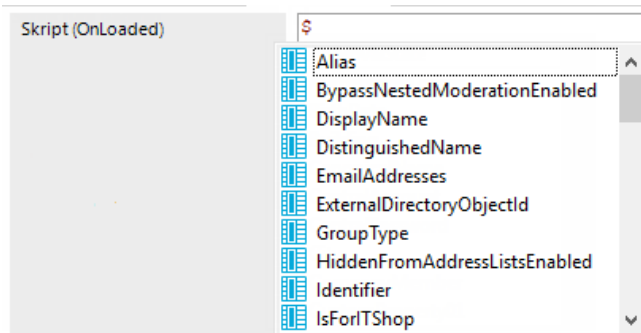 Skript (OnLoaded)
$
Alias
BypassNestedModerationEnabled
DisplayName
DistinguishedName
EmailAddresses
ExternalDirectoryObjectId
GroupType
HiddenFromAddressListsEnabled
Identifier
IsForITShop